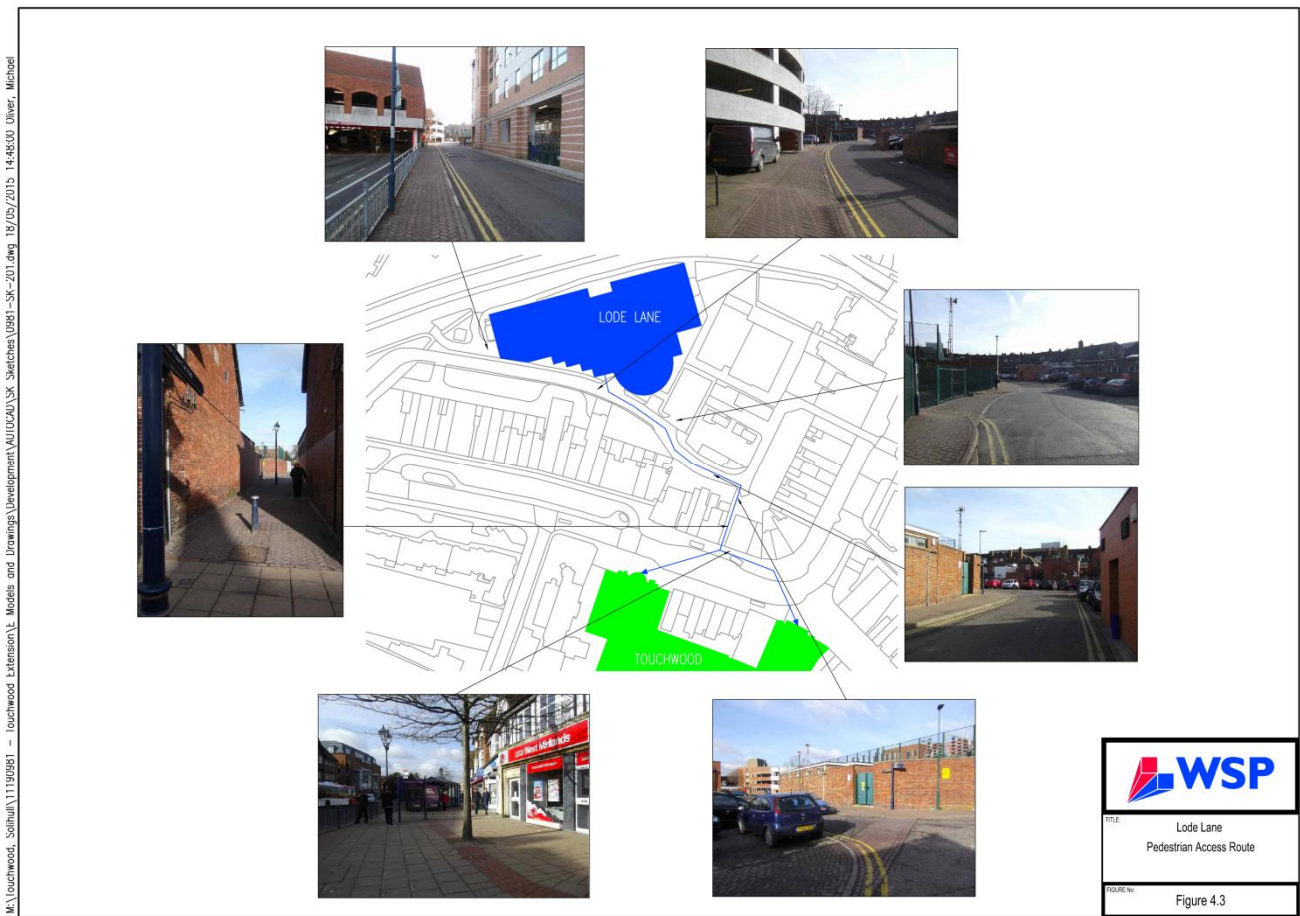 M:\Touchwood, Solihull\11190981 - Touchwood Extension\E Models and Drawings\Development\AUTOCAD\SK Sketches\0981-SK-201.dwg 18/05/2015 14:48:00 Oliver, Michael
LODE LANE
TOUCHWOOD
West Midlands
WSP
TITLE:
Lode Lane
Pedestrian Access Route
FIGURE No:
Figure 4.3